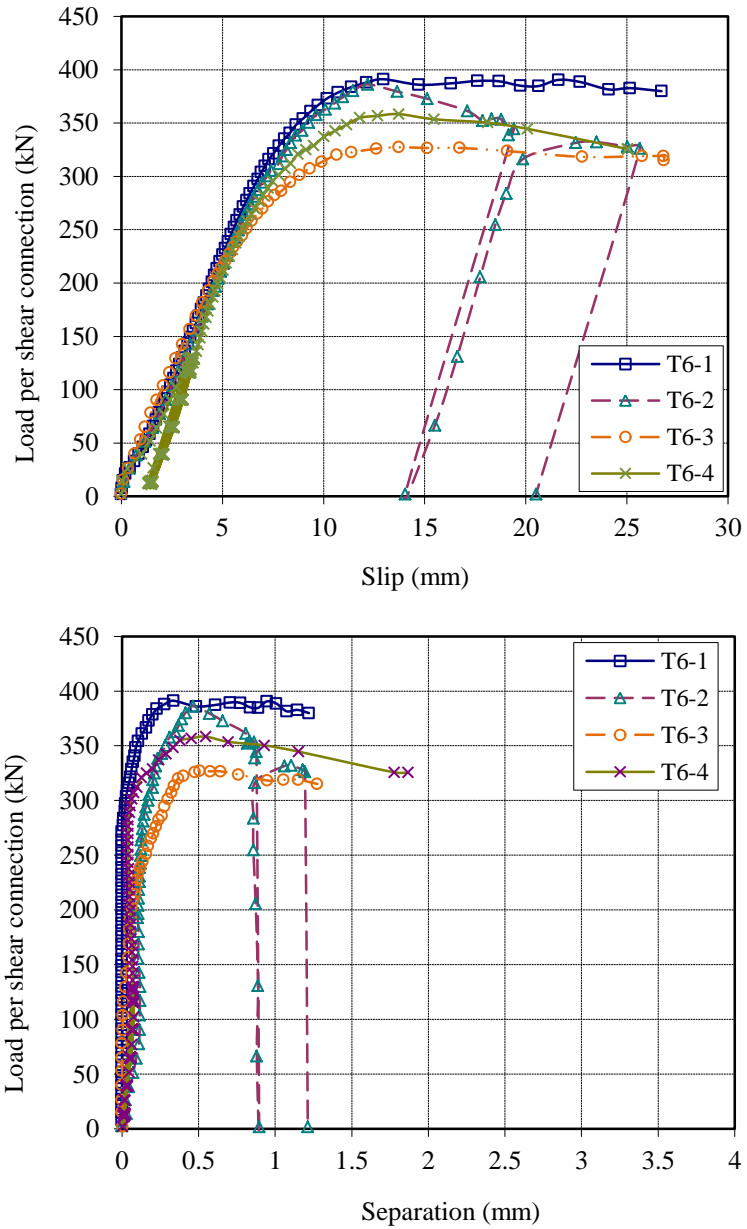 450
400
350
300
250
200
150
100
50
0
Load per shear connection (kN)
T6-1
T6-2
T6-3
T6-4
0 5 10 15 20 25 30
Slip (mm)
450
400
350
300
250
200
150
100
50
0
Load per shear connection (kN)
T6-1
T6-2
T6-3
T6-4
0 0.5 1 1.5 2 2.5 3 3.5 4
Separation (mm)